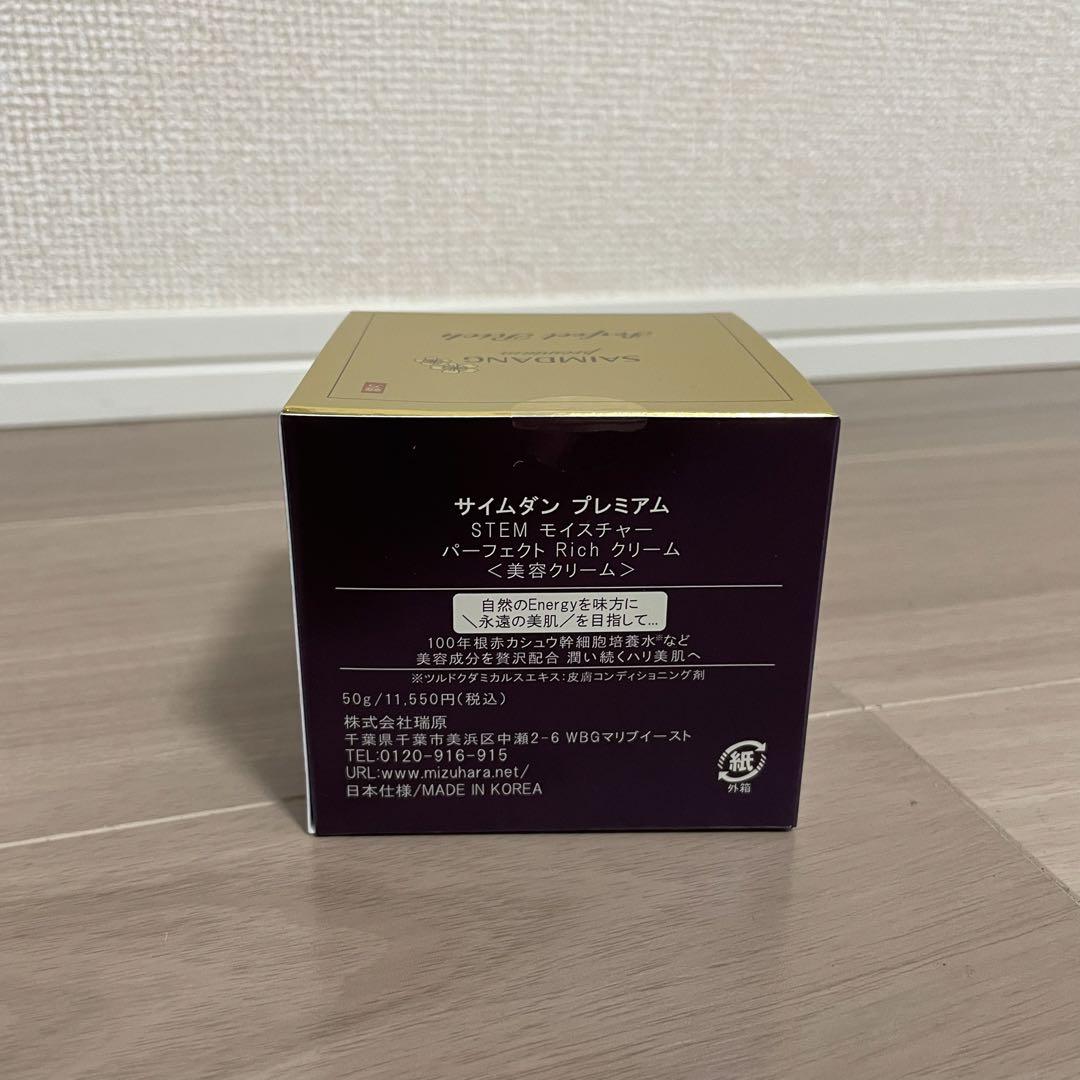 SAIMDANG
premium
Perfect Rich
サイムダン プレミアム
STEM モイスチャー
パーフェクト Rich クリーム
＜美容クリーム＞
自然のEnergyを味方に
＼永遠の美肌／を目指して...
100年根赤カシュウ幹細胞培養水※など
美容成分を贅沢配合 潤い続くハリ美肌へ
※ツルドクダミカルスエキス:皮膚コンディショニング剤
50g/11,550円(税込)
株式会社瑞原
千葉県千葉市美浜区中瀬2-6 WBGマリブイースト
TEL:0120-916-915
URL:www.mizuhara.net/
日本仕様/MADE IN KOREA
紙
外箱